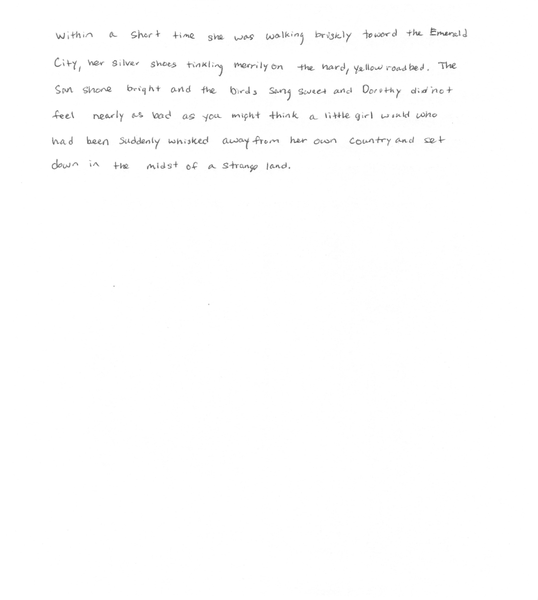 Within a short time she was walking briskly toward the Emerald
City, her silver shoes tinkling merrily on the hard, yellow roadbed. The
Sun shone bright and the birds sang sweet and Dorothy did not
feel nearly as bad as you might think a little girl would who
had been suddenly whisked away from her own country and set
down in the midst of a strange land.